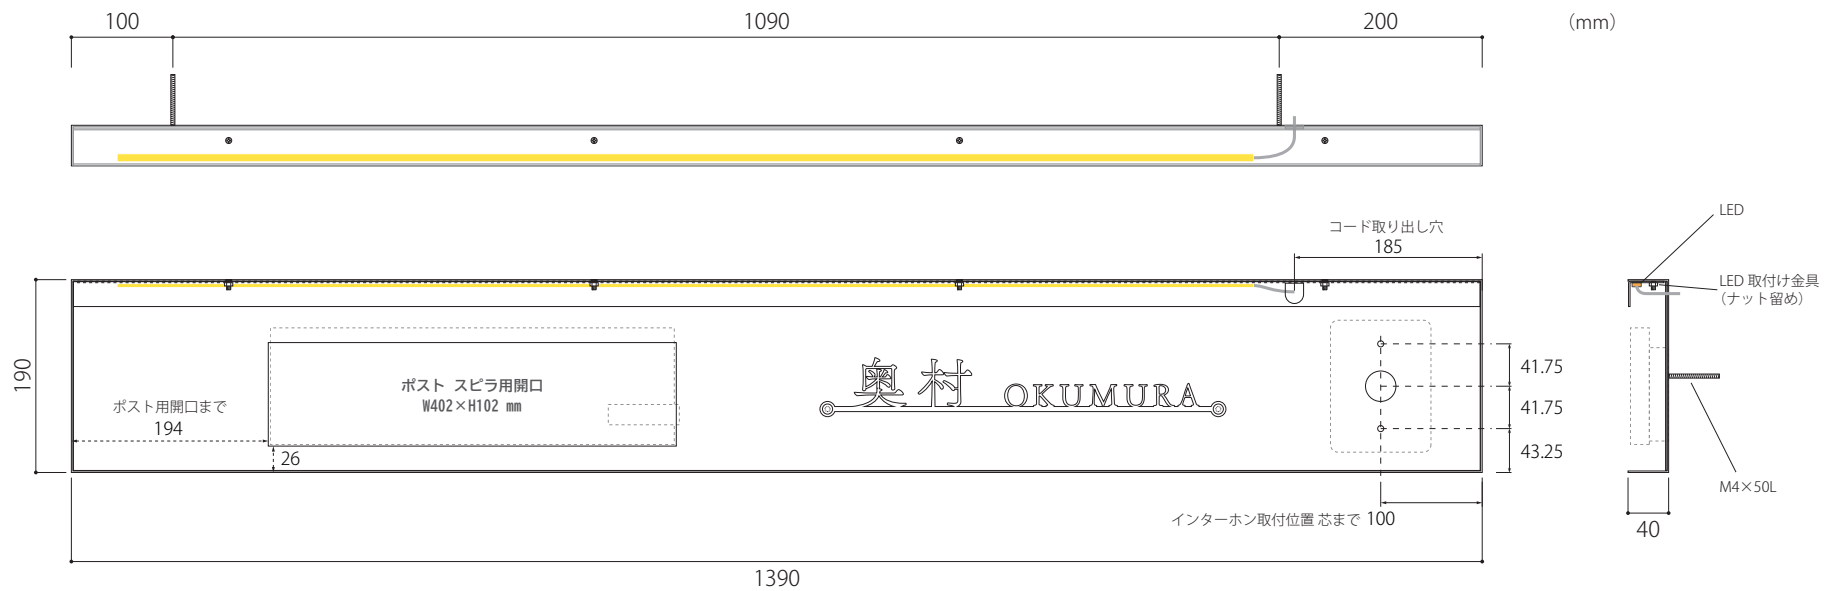 100
1090
200
(mm)
コード取り出し穴
185
LED
LED 取付け金具
（ナット留め）
190
ポスト用開口まで
194
26
ポスト スピラ用開口
W402×H102 mm
奥村 OKUMURA
41.75
41.75
43.25
インターホン取付位置 芯まで 100
M4×50L
40
1390